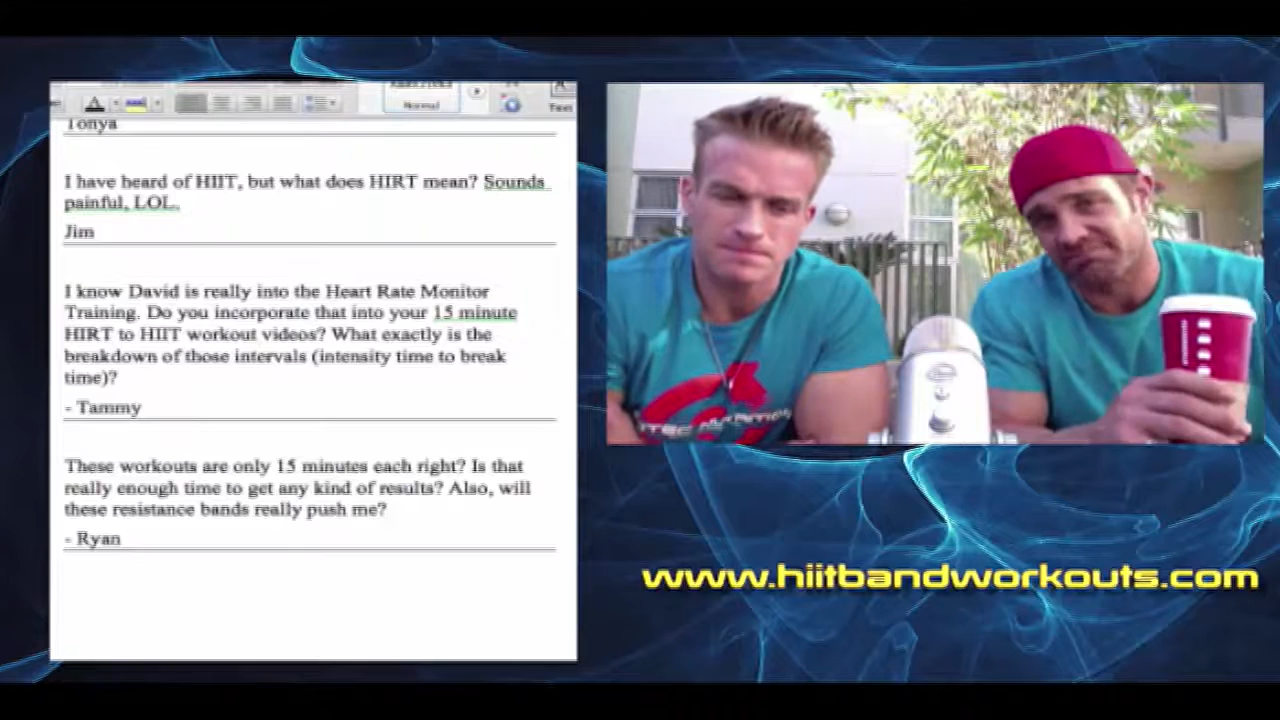 Normal
Text
Tonya
I have heard of HIIT, but what does HIRT mean? Sounds
painful, LOL.
Jim
I know David is really into the Heart Rate Monitor
Training. Do you incorporate that into your 15 minute
HIRT to HIIT workout videos? What exactly is the
breakdown of those intervals (intensity time to break
time)?
- Tammy
These workouts are only 15 minutes each right? Is that
really enough time to get any kind of results? Also, will
these resistance bands really push me?
- Ryan
www.hiitbandworkouts.com